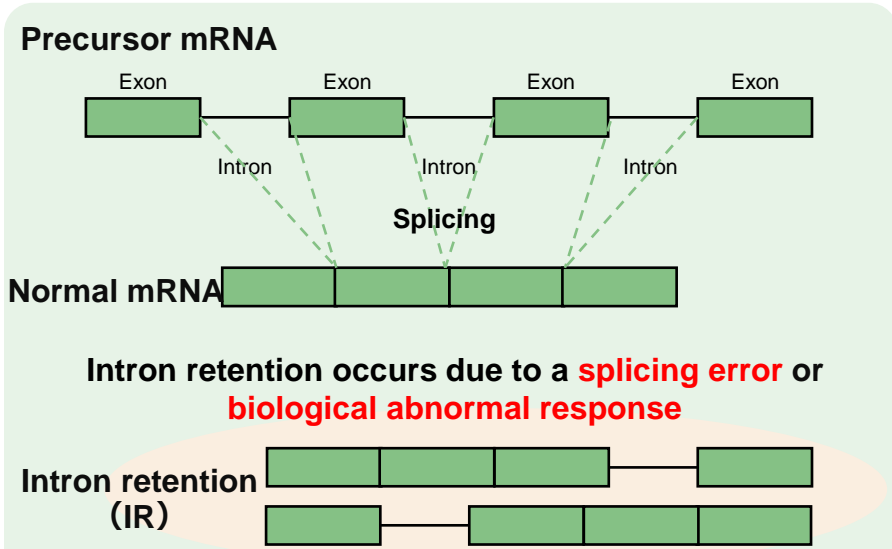 Precursor mRNA
Exon Exon Exon Exon
Intron Intron Intron
Splicing
Normal mRNA
Intron retention occurs due to a splicing error or
biological abnormal response
Intron retention
（IR）